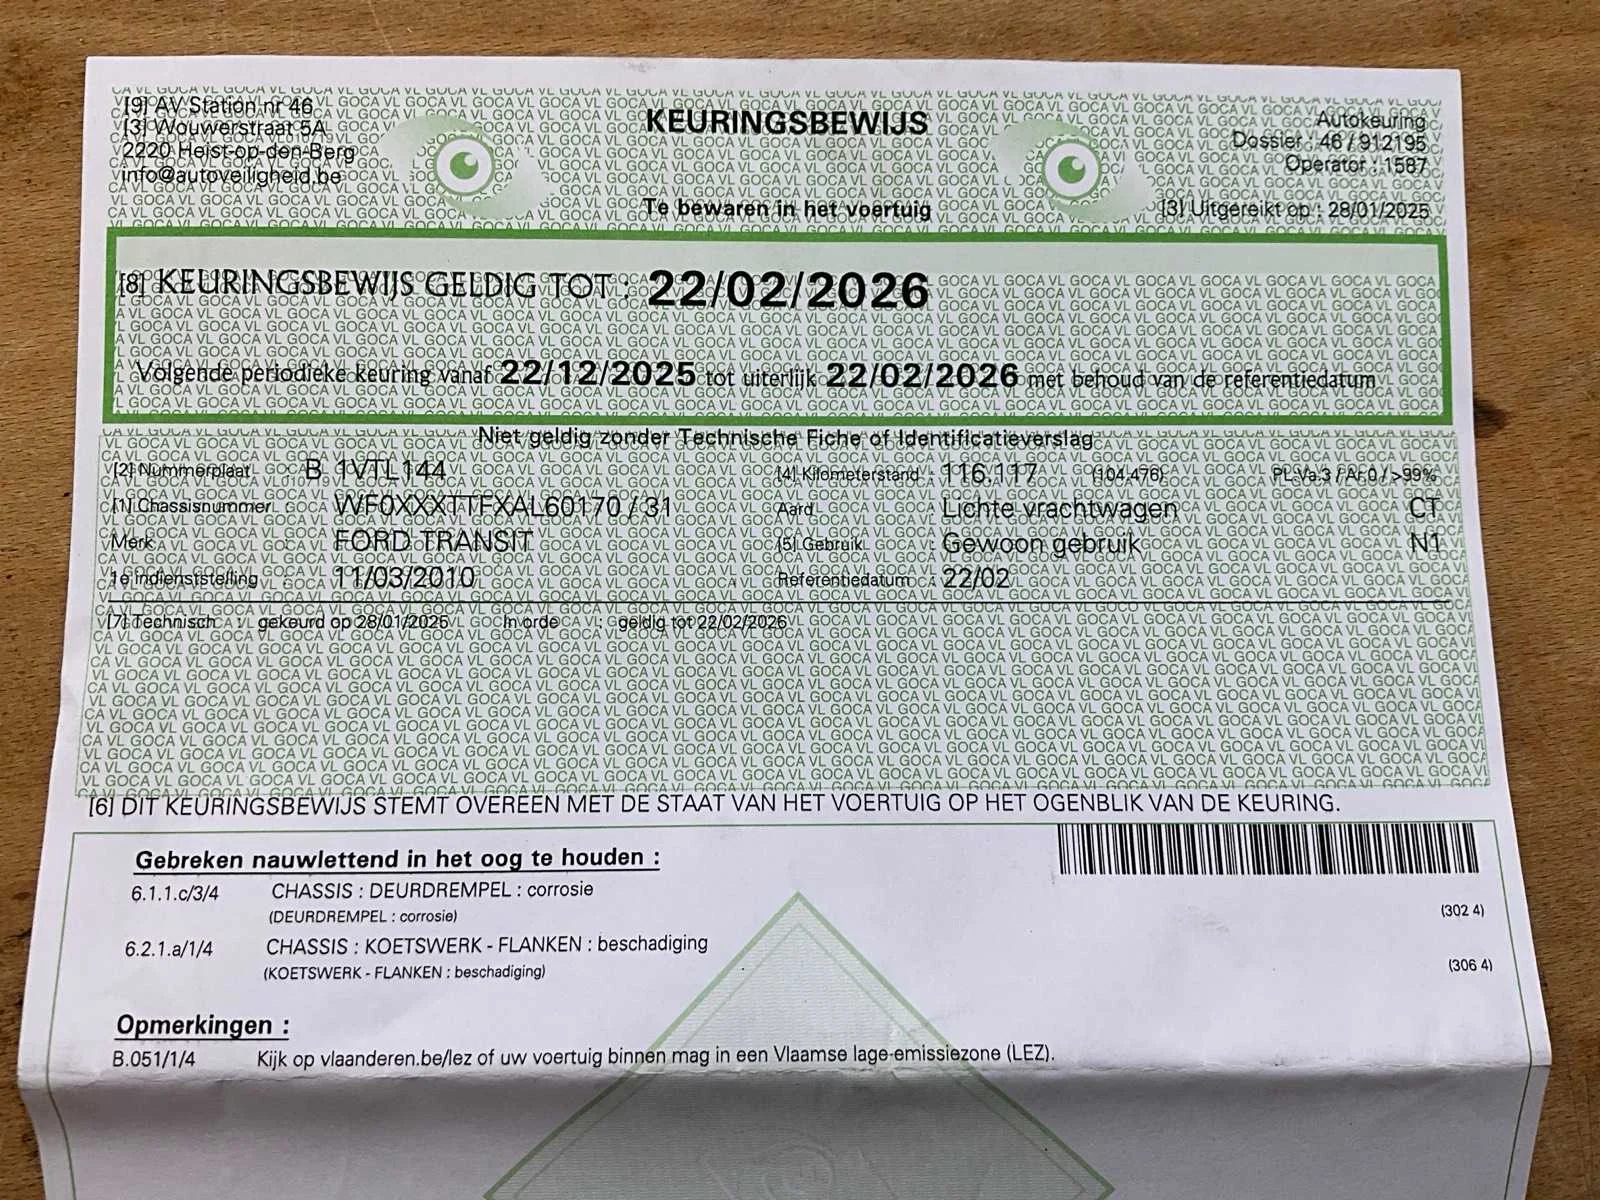 [9] AV Station nr 46
[3] Wouwerstraat 5A
2220 Heist-op-den-Berg
info@autoveiligheid.be
KEURINGSBEWIJS
Te bewaren in het voertuig
Autokeuring
Dossier : 46 / 912195
Operator : 1587
[3] Uitgereikt op : 28/01/2025
[8] KEURINGSBEWIJS GELDIG TOT : 22/02/2026
Volgende periodieke keuring vanaf 22/12/2025 tot uiterlijk 22/02/2026 met behoud van de referentiedatum
Niet geldig zonder Technische Fiche of Identificatieverslag
[2] Nummerplaat : B 1VTL144 [4] Kilometerstand : 116.117 (104-476) PL:Va.3 / Ar.0 / >99%
[1] Chassisnummer : WF0XXXTTFXAL60170 / 31 Aard : Lichte vrachtwagen CT
Merk : FORD TRANSIT [5] Gebruik : Gewoon gebruik N1
1e indienststelling : 11/03/2010 Referentiedatum : 22/02
[7] Technisch : gekeurd op 28/01/2025 In orde : geldig tot 22/02/2026
[6] DIT KEURINGSBEWIJS STEMT OVEREEN MET DE STAAT VAN HET VOERTUIG OP HET OGENBLIK VAN DE KEURING.
Gebreken nauwlettend in het oog te houden :
6.1.1.c/3/4 CHASSIS : DEURDREMPEL : corrosie
(DEURDREMPEL : corrosie) (302 4)
6.2.1.a/1/4 CHASSIS : KOETSWERK - FLANKEN : beschadiging
(KOETSWERK - FLANKEN : beschadiging) (306 4)
Opmerkingen :
B.051/1/4 Kijk op vlaanderen.be/lez of uw voertuig binnen mag in een Vlaamse lage-emissiezone (LEZ).